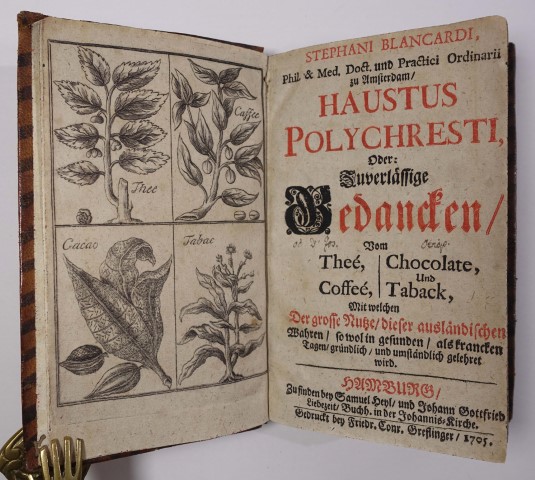 Thee
Caffee
Cacao
Tabac
STEPHANI BLANCARDI,
Phil. & Med. Doct. und Practici Ordinarii
zu Amsterdam/
HAUSTUS
POLYCHRESTI,
Oder:
Zuverlässige
Gedancken/
Vom
Theé, Chocolate,
Und
Coffeé, Taback,
Mit welchen
Der grosse Nutze/ dieser ausländischen
Wahren/ so wol in gesunden/ als krancken
Tagen/ gründlich/ und umständlich gelehret
wird.
HAMBURG/
Zu finden bey Samuel Heyl/ und Johann Gottfried
Liebezeit/ Buchh. in der Johannis-Kirche.
Gedruckt bey Friedr. Conr. Greflinger/ 1705.